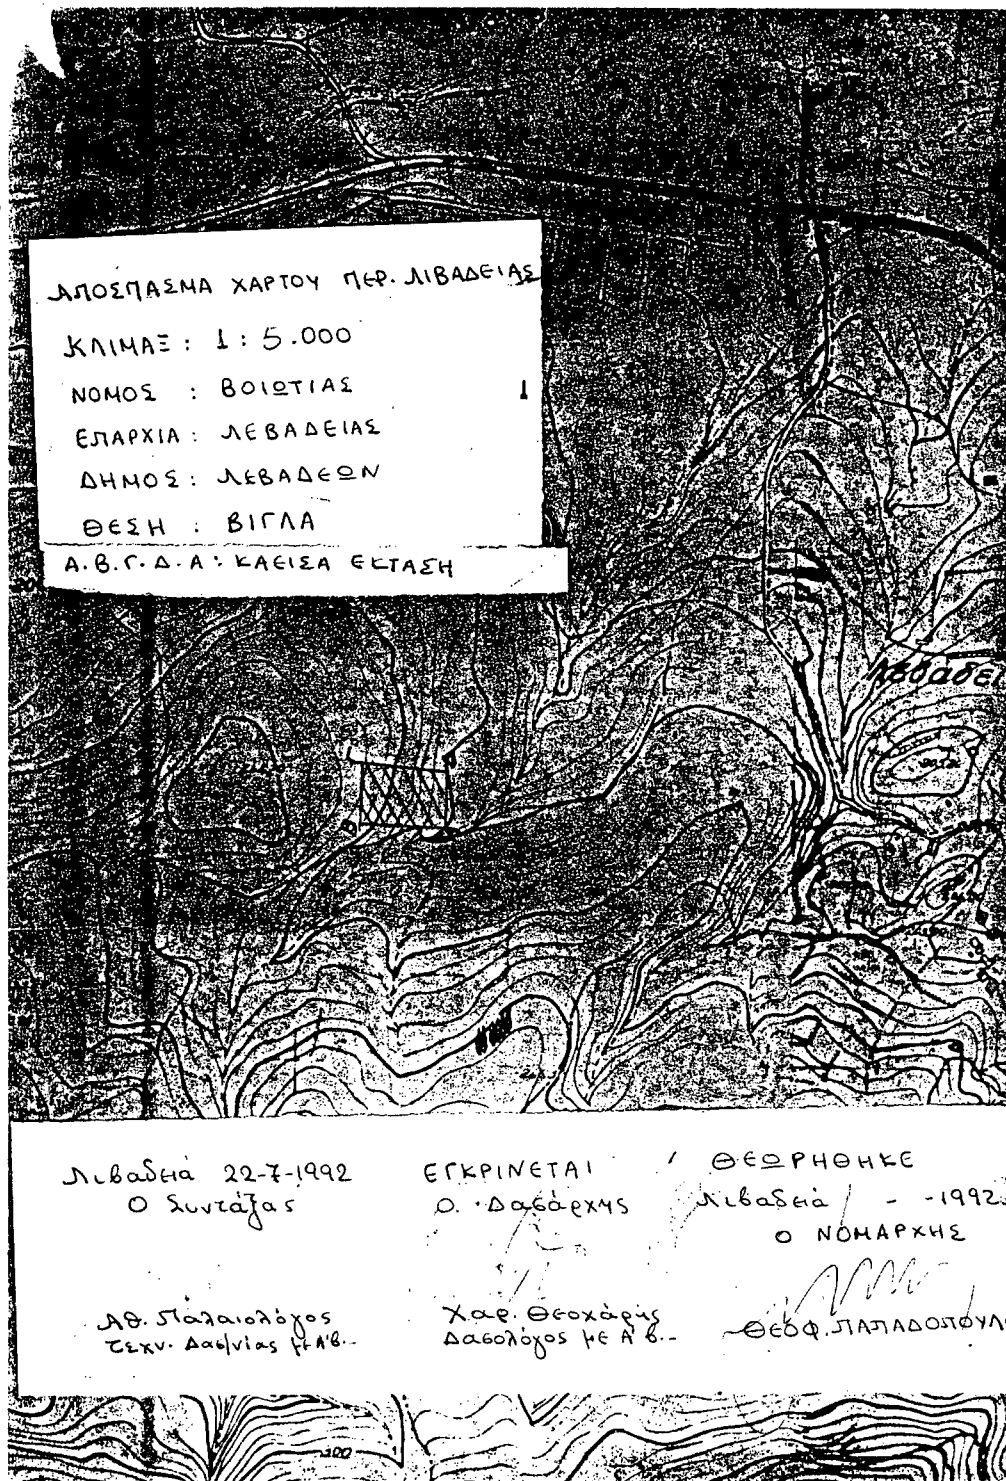 ΑΠΟΣΠΑΣΜΑ ΧΑΡΤΟΥ ΠΕΡ. ΛΙΒΑΔΕΙΑΣ
ΚΛΙΜΑΞ : 1 : 5.000
ΝΟΜΟΣ : ΒΟΙΩΤΙΑΣ
ΕΠΑΡΧΙΑ : ΛΕΒΑΔΕΙΑΣ
ΔΗΜΟΣ : ΛΕΒΑΔΕΩΝ
ΘΕΣΗ : ΒΙΓΛΑ
Α.Β.Γ.Δ.Α : ΚΑΕΙΣΑ ΕΚΤΑΣΗ
Λεβαδει
Λιβαδειά 22-7-1992
Ο Συντάξας
Αθ. Παλαιολόγος
Τεχν. Δασ/νίας με Α'β.-
ΕΓΚΡΙΝΕΤΑΙ
Ο. Δασάρχης
Χαρ. Θεοχάρης
Δασολόγος με Α' β.-
ΘΕΩΡΗΘΗΚΕ
Λιβαδειά - -1992
Ο ΝΟΜΑΡΧΗΣ
ΘΕΟΦ. ΠΑΠΑΔΟΠΟΥΛ
200